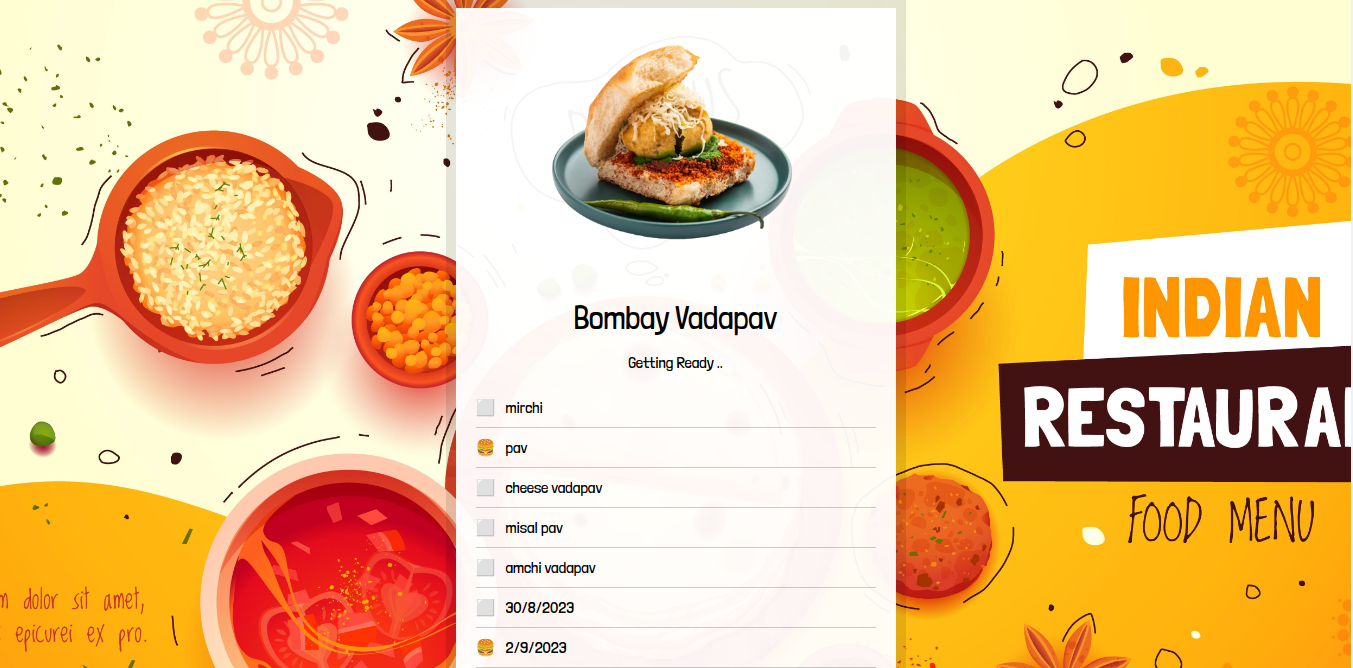 Bombay Vadapav
Getting Ready ..
mirchi
pav
cheese vadapav
misal pav
amchi vadapav
30/8/2023
2/9/2023
INDIAN
RESTAURA
FOOD MENU
dolor sit amet,
epicurei ex pro.